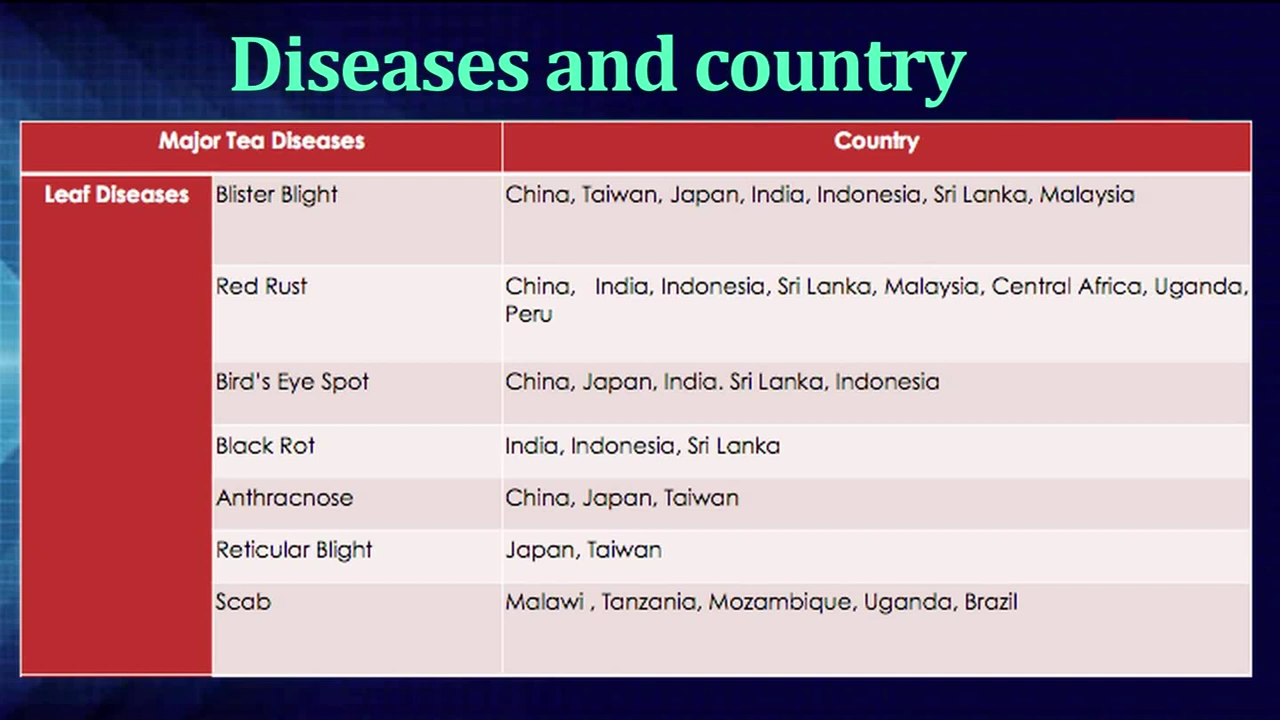 Diseases and country
Major Tea Diseases Country
Leaf Diseases Blister Blight China, Taiwan, Japan, India, Indonesia, Sri Lanka, Malaysia
Red Rust China, India, Indonesia, Sri Lanka, Malaysia, Central Africa, Uganda,
Peru
Bird's Eye Spot China, Japan, India. Sri Lanka, Indonesia
Black Rot India, Indonesia, Sri Lanka
Anthracnose China, Japan, Taiwan
Reticular Blight Japan, Taiwan
Scab Malawi , Tanzania, Mozambique, Uganda, Brazil